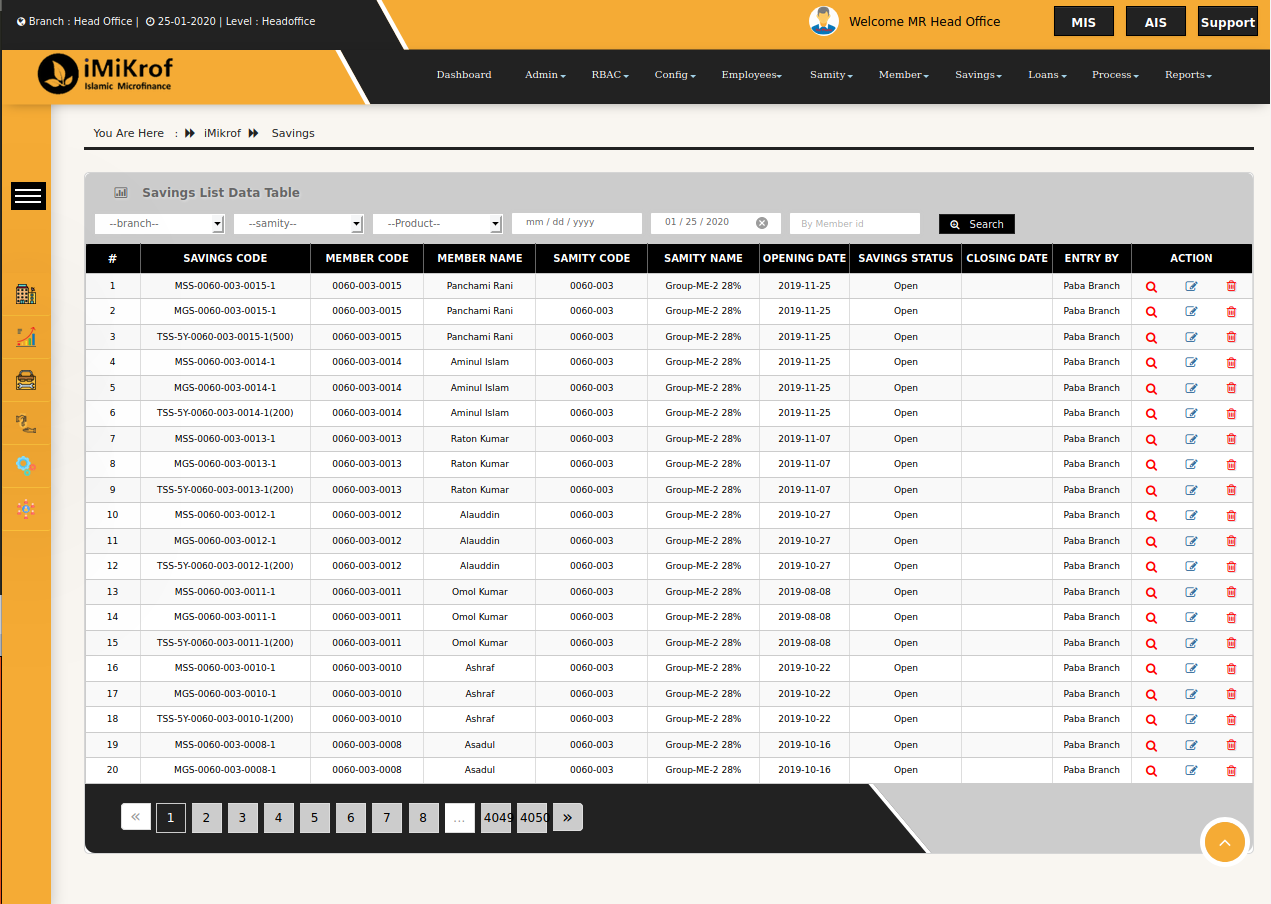 Branch : Head Office | 25-01-2020 | Level : Headoffice
Welcome MR Head Office
MIS
AIS
Support
iMiKrof
Islamic Microfinance
Dashboard Admin RBAC Config Employees Samity Member Savings Loans Process Reports
You Are Here : iMikrof Savings
Savings List Data Table
--branch-- --samity-- --Product-- mm / dd / yyyy 01 / 25 / 2020 By Member id Search
# SAVINGS CODE MEMBER CODE MEMBER NAME SAMITY CODE SAMITY NAME OPENING DATE SAVINGS STATUS CLOSING DATE ENTRY BY ACTION
1 MSS-0060-003-0015-1 0060-003-0015 Panchami Rani 0060-003 Group-ME-2 28% 2019-11-25 Open Paba Branch
2 MGS-0060-003-0015-1 0060-003-0015 Panchami Rani 0060-003 Group-ME-2 28% 2019-11-25 Open Paba Branch
3 TSS-5Y-0060-003-0015-1(500) 0060-003-0015 Panchami Rani 0060-003 Group-ME-2 28% 2019-11-25 Open Paba Branch
4 MSS-0060-003-0014-1 0060-003-0014 Aminul Islam 0060-003 Group-ME-2 28% 2019-11-25 Open Paba Branch
5 MGS-0060-003-0014-1 0060-003-0014 Aminul Islam 0060-003 Group-ME-2 28% 2019-11-25 Open Paba Branch
6 TSS-5Y-0060-003-0014-1(200) 0060-003-0014 Aminul Islam 0060-003 Group-ME-2 28% 2019-11-25 Open Paba Branch
7 MSS-0060-003-0013-1 0060-003-0013 Raton Kumar 0060-003 Group-ME-2 28% 2019-11-07 Open Paba Branch
8 MGS-0060-003-0013-1 0060-003-0013 Raton Kumar 0060-003 Group-ME-2 28% 2019-11-07 Open Paba Branch
9 TSS-5Y-0060-003-0013-1(200) 0060-003-0013 Raton Kumar 0060-003 Group-ME-2 28% 2019-11-07 Open Paba Branch
10 MSS-0060-003-0012-1 0060-003-0012 Alauddin 0060-003 Group-ME-2 28% 2019-10-27 Open Paba Branch
11 MGS-0060-003-0012-1 0060-003-0012 Alauddin 0060-003 Group-ME-2 28% 2019-10-27 Open Paba Branch
12 TSS-5Y-0060-003-0012-1(200) 0060-003-0012 Alauddin 0060-003 Group-ME-2 28% 2019-10-27 Open Paba Branch
13 MSS-0060-003-0011-1 0060-003-0011 Omol Kumar 0060-003 Group-ME-2 28% 2019-08-08 Open Paba Branch
14 MGS-0060-003-0011-1 0060-003-0011 Omol Kumar 0060-003 Group-ME-2 28% 2019-08-08 Open Paba Branch
15 TSS-5Y-0060-003-0011-1(200) 0060-003-0011 Omol Kumar 0060-003 Group-ME-2 28% 2019-08-08 Open Paba Branch
16 MSS-0060-003-0010-1 0060-003-0010 Ashraf 0060-003 Group-ME-2 28% 2019-10-22 Open Paba Branch
17 MGS-0060-003-0010-1 0060-003-0010 Ashraf 0060-003 Group-ME-2 28% 2019-10-22 Open Paba Branch
18 TSS-5Y-0060-003-0010-1(200) 0060-003-0010 Ashraf 0060-003 Group-ME-2 28% 2019-10-22 Open Paba Branch
19 MSS-0060-003-0008-1 0060-003-0008 Asadul 0060-003 Group-ME-2 28% 2019-10-16 Open Paba Branch
20 MGS-0060-003-0008-1 0060-003-0008 Asadul 0060-003 Group-ME-2 28% 2019-10-16 Open Paba Branch
« 1 2 3 4 5 6 7 8 ... 4049 4050 »